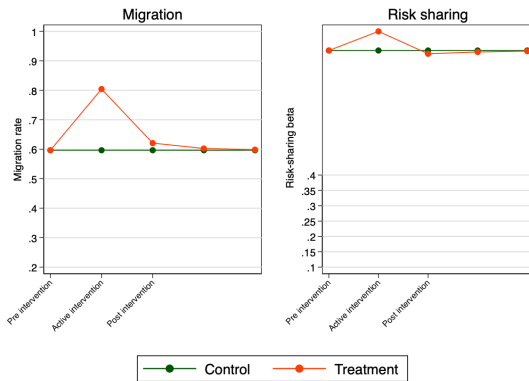 Migration
Migration rate
1
.9
.8
.7
.6
.5
.4
.3
.2
Pre intervention
Active intervention
Post intervention
Risk sharing
Risk-sharing beta
.4
.35
.3
.25
.2
.15
.1
Pre intervention
Active intervention
Post intervention
Control
Treatment